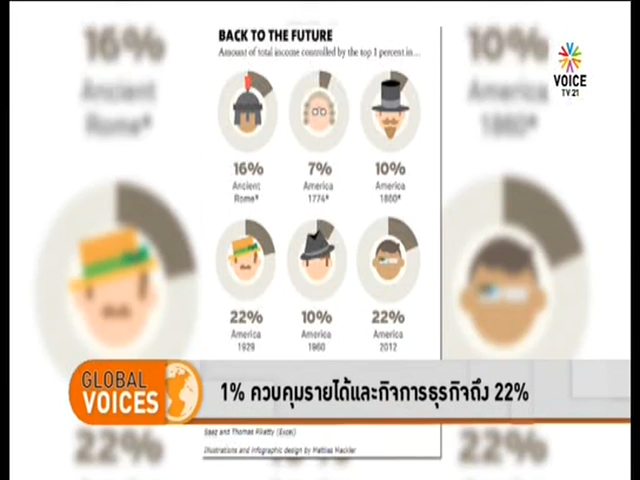 BACK TO THE FUTURE
Amount of total income controlled by the top 1 percent in...
VOICE
TV 21
16%
Ancient
Rome*
10%
America
1860*
16%
Ancient
Rome*
7%
America
1774*
10%
America
1860*
22%
America
1929
10%
America
1960
22%
America
2012
GLOBAL
VOICES
1% ควบคุมรายได้และกิจการธุรกิจถึง 22%
Saez and Thomas Piketty (Excel)
Illustrations and infographic design by Mattias Mackler
22%
22%